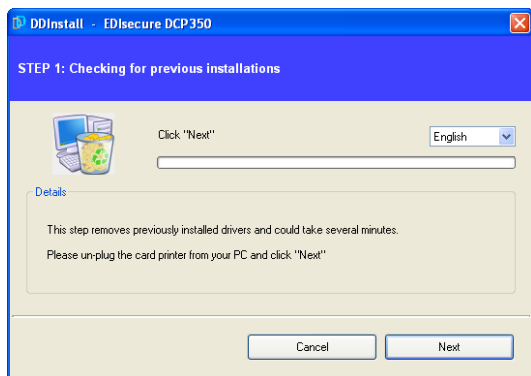 DDInstall - EDIsecure DCP350
STEP 1: Checking for previous installations
Click "Next"
English
Details
This step removes previously installed drivers and could take several minutes.
Please un-plug the card printer from your PC and click "Next"
Cancel
Next